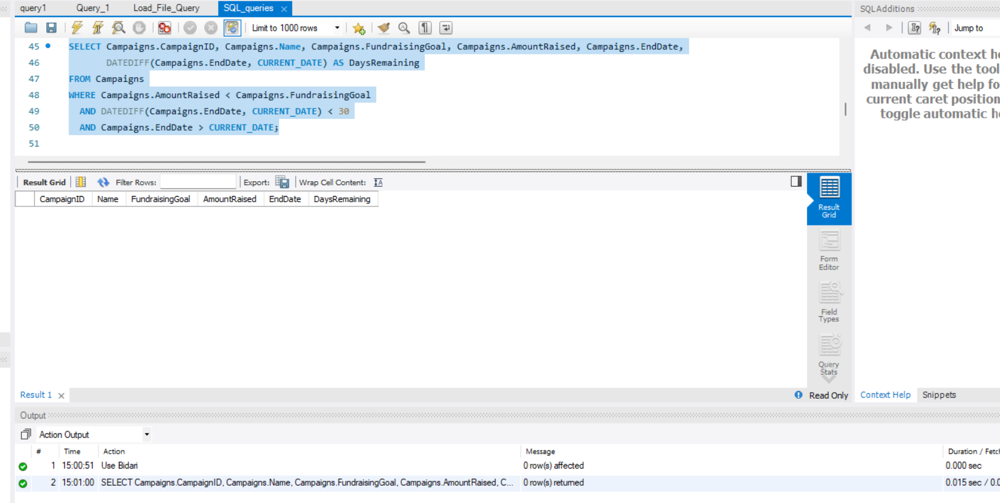 query1 Query_1 Load_File_Query SQL_queries SQLAdditions
Limit to 1000 rows Jump to
45 SELECT Campaigns.CampaignID, Campaigns.Name, Campaigns.FundraisingGoal, Campaigns.AmountRaised, Campaigns.EndDate,
46 DATEDIFF(Campaigns.EndDate, CURRENT_DATE) AS DaysRemaining
47 FROM Campaigns
48 WHERE Campaigns.AmountRaised < Campaigns.FundraisingGoal
49 AND DATEDIFF(Campaigns.EndDate, CURRENT_DATE) < 30
50 AND Campaigns.EndDate > CURRENT_DATE;
51
Automatic context he
disabled. Use the tool
manually get help fo
current caret position
toggle automatic he
Result Grid Filter Rows: Export: Wrap Cell Content:
CampaignID Name FundraisingGoal AmountRaised EndDate DaysRemaining
Result
Grid
Form
Editor
Field
Types
Query
Stats
Result 1 Read Only Context Help Snippets
Output
Action Output
# Time Action Message Duration / Fetch
1 15:00:51 Use Bidari 0 row(s) affected 0.000 sec
2 15:01:00 SELECT Campaigns.CampaignID, Campaigns.Name, Campaigns.FundraisingGoal, Campaigns.AmountRaised, C... 0 row(s) returned 0.015 sec / 0.0